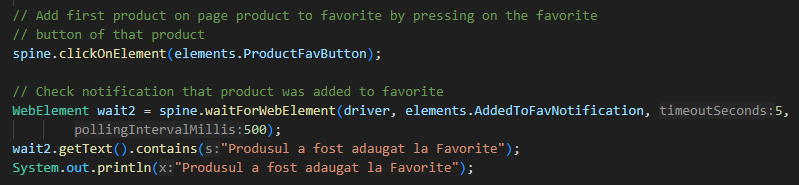 // Add first product on page product to favorite by pressing on the favorite
// button of that product
spine.clickOnElement(elements.ProductFavButton);
// Check notification that product was added to favorite
WebElement wait2 = spine.waitForWebElement(driver, elements.AddedToFavNotification, timeoutSeconds:5,
pollingIntervalMillis:500);
wait2.getText().contains(s:"Produsul a fost adaugat la Favorite");
System.out.println(x:"Produsul a fost adaugat la Favorite");